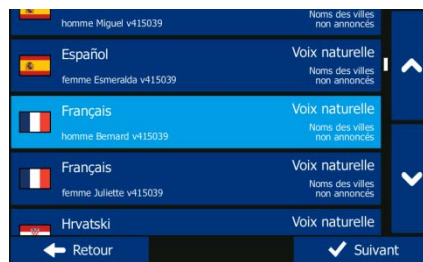 Noms des villes
homme Miguel v415039
non annoncés
Español
Voix naturelle
femme Esmeralda v415039
Noms des villes
non annoncés
Français
Voix naturelle
homme Bernard v415039
Noms des villes
non annoncés
Français
Voix naturelle
femme Juliette v415039
Noms des villes
non annoncés
Hrvatski
Voix naturelle
Retour
Suivant